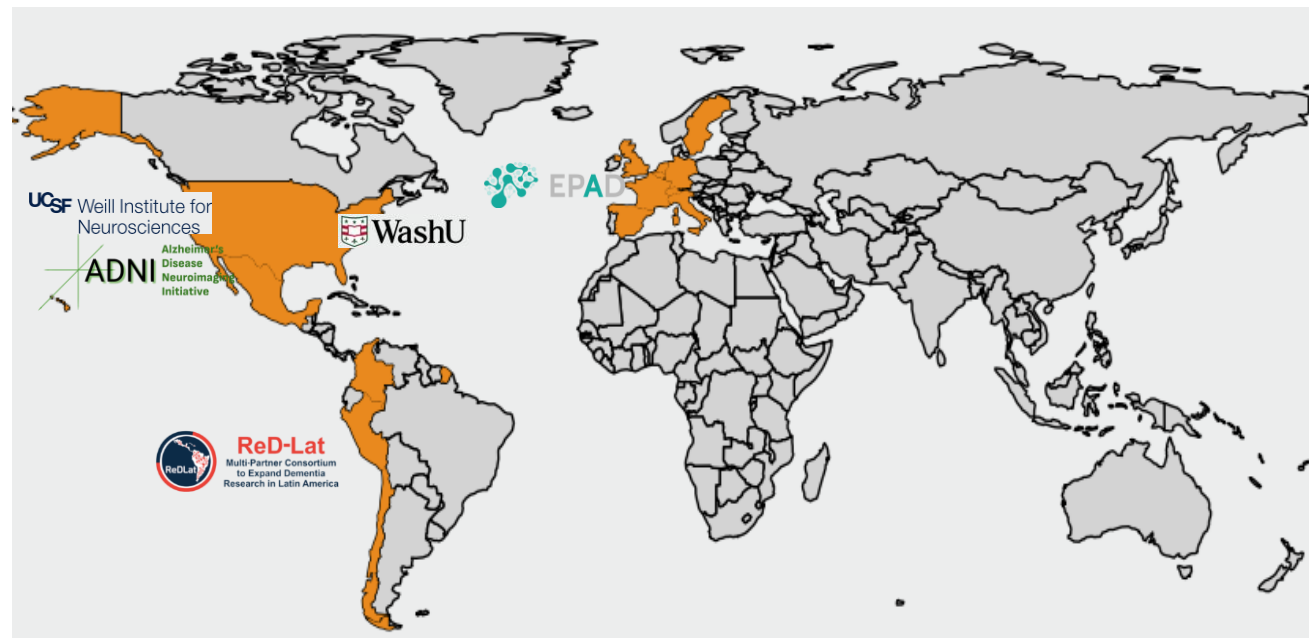 UCSF Weill Institute for
Neurosciences
ADNI
Alzheimer's
Disease
Neuroimaging
Initiative
WashU
EPAD
ReDLat
ReD-Lat
Multi-Partner Consortium
to Expand Dementia
Research in Latin America